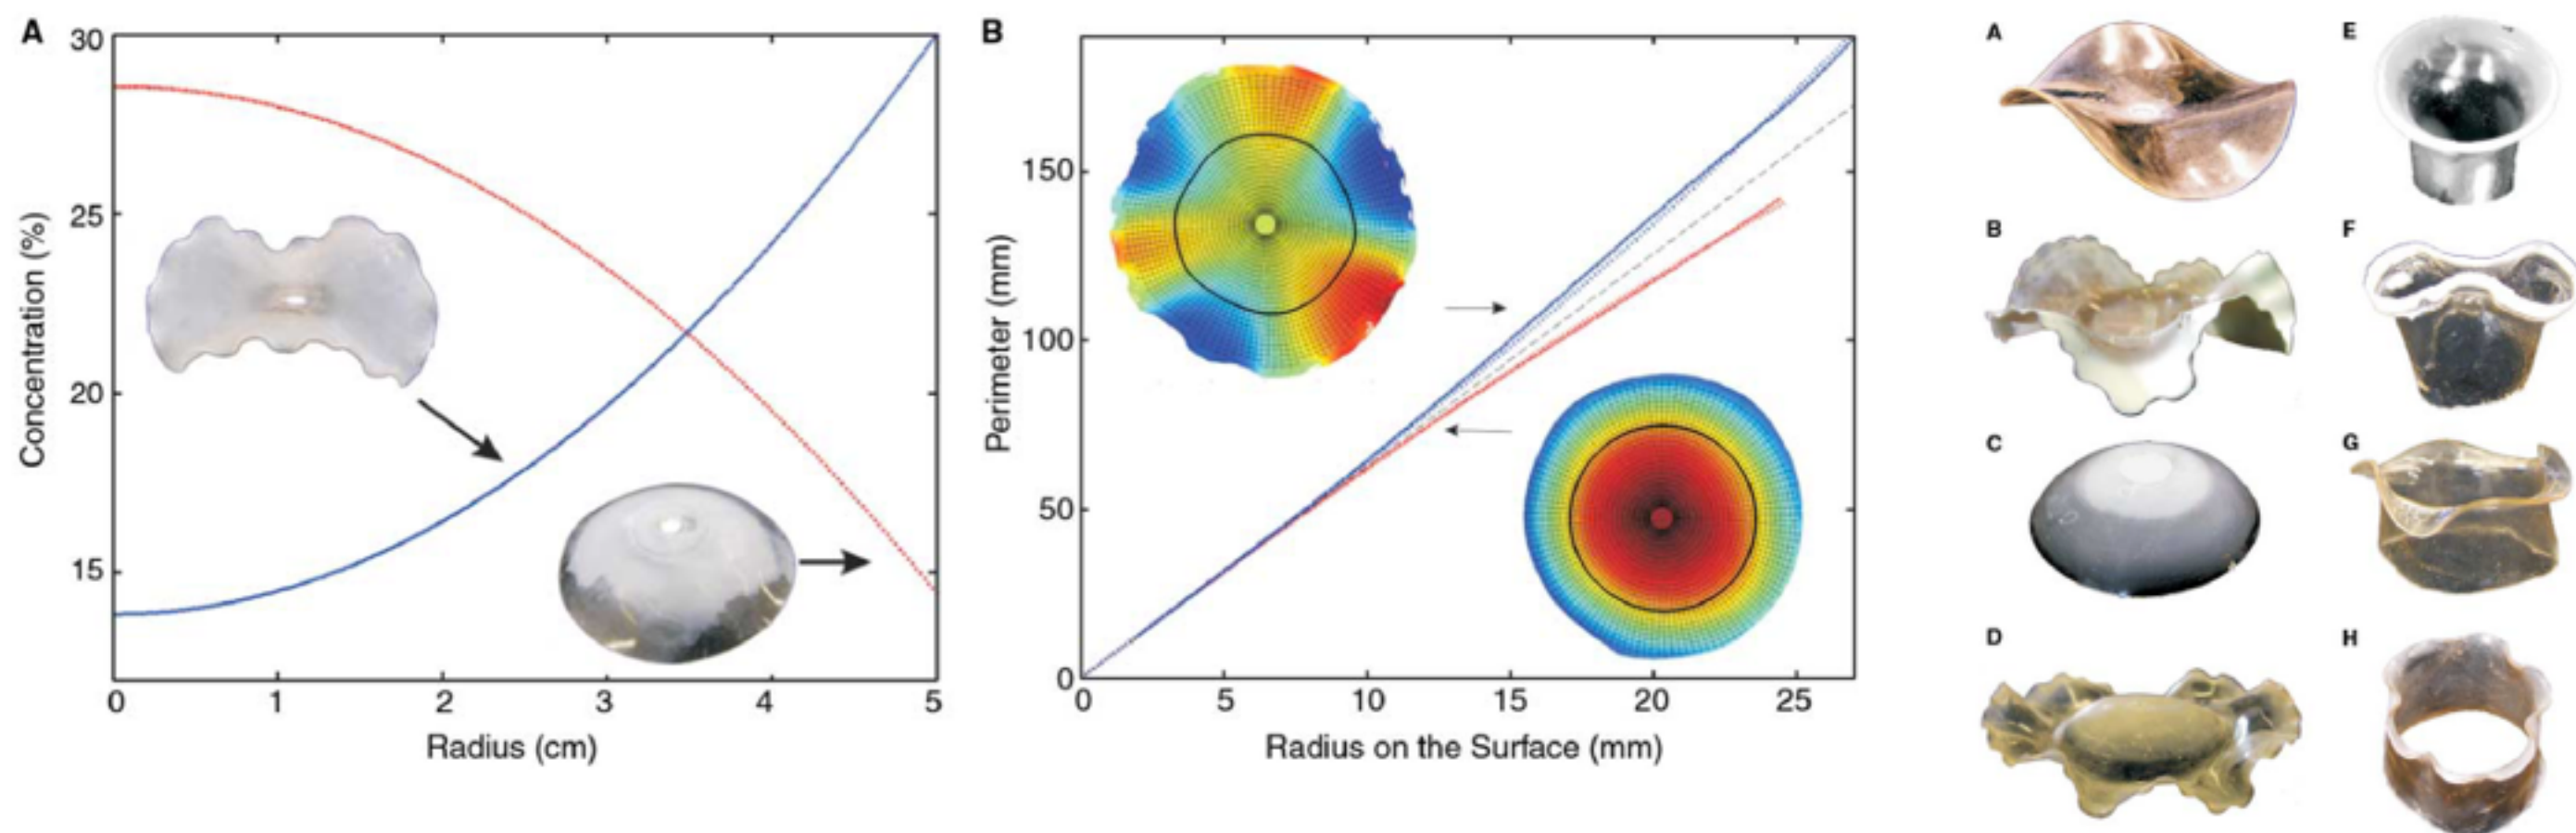 A
30
25
20
15
Concentration (%)
0 1 2 3 4 5
Radius (cm)
B
150
100
50
0
Perimeter (mm)
0 5 10 15 20 25
Radius on the Surface (mm)
A
B
C
D
E
F
G
H